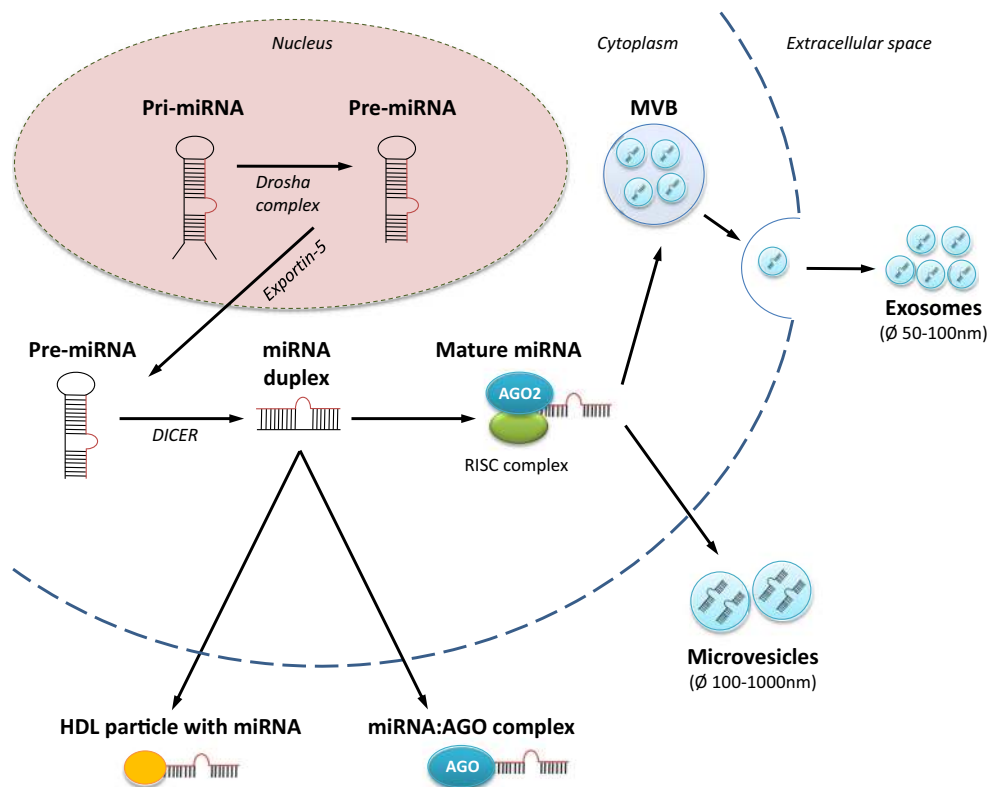 Nucleus
Cytoplasm
Extracellular space
Pri-miRNA
Pre-miRNA
MVB
Drosha
complex
Exportin-5
Exosomes
(Ø 50-100nm)
Pre-miRNA
miRNA
duplex
Mature miRNA
AGO2
DICER
RISC complex
Microvesicles
(Ø 100-1000nm)
HDL particle with miRNA
miRNA:AGO complex
AGO